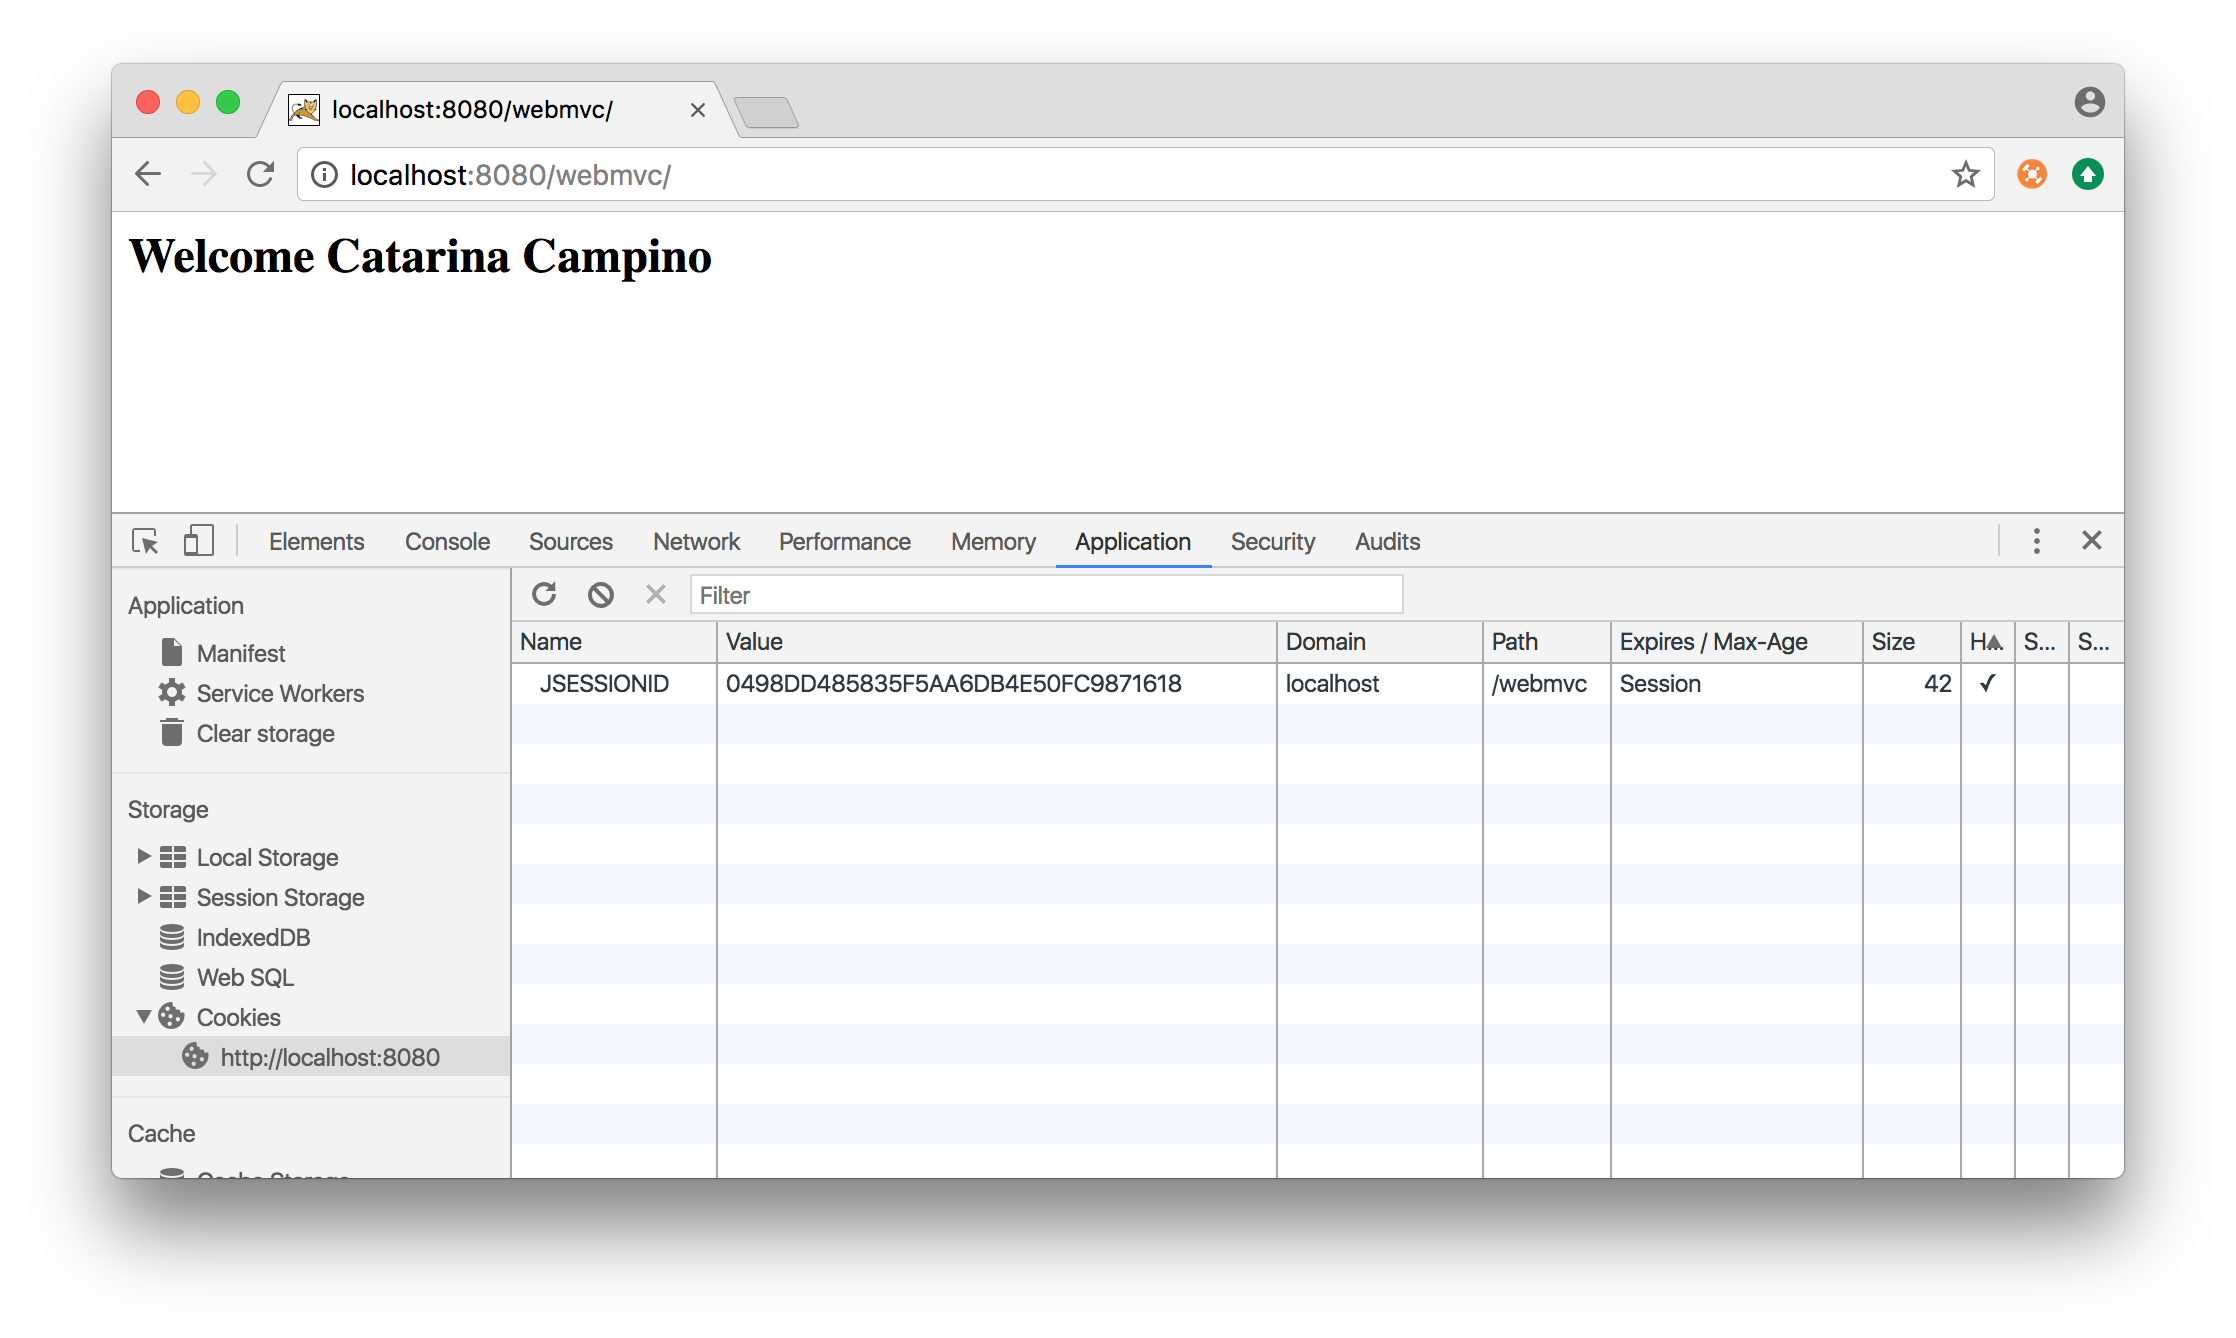 localhost:8080/webmvc/
localhost:8080/webmvc/
Welcome Catarina Campino
Elements Console Sources Network Performance Memory Application Security Audits
Application
Manifest
Service Workers
Clear storage
Storage
Local Storage
Session Storage
IndexedDB
Web SQL
Cookies
http://localhost:8080
Cache
Cache Storage
Filter
Name Value Domain Path Expires / Max-Age Size H... S... S...
JSESSIONID 0498DD485835F5AA6DB4E50FC9871618 localhost /webmvc Session 42 ✓